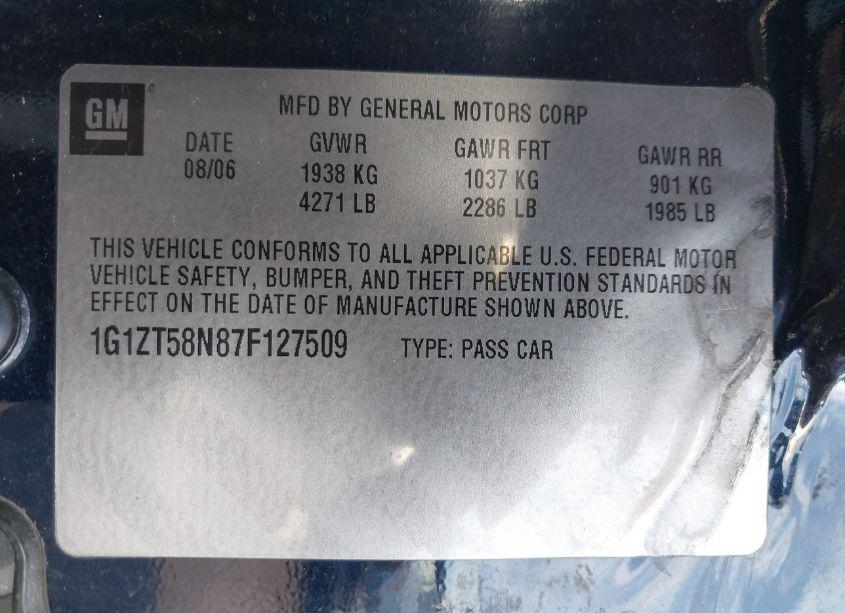 GM
MFD BY GENERAL MOTORS CORP
DATE GVWR GAWR FRT GAWR RR
08/06 1938 KG 1037 KG 901 KG
4271 LB 2286 LB 1985 LB
THIS VEHICLE CONFORMS TO ALL APPLICABLE U.S. FEDERAL MOTOR
VEHICLE SAFETY, BUMPER, AND THEFT PREVENTION STANDARDS IN
EFFECT ON THE DATE OF MANUFACTURE SHOWN ABOVE.
1G1ZT58N87F127509 TYPE: PASS CAR